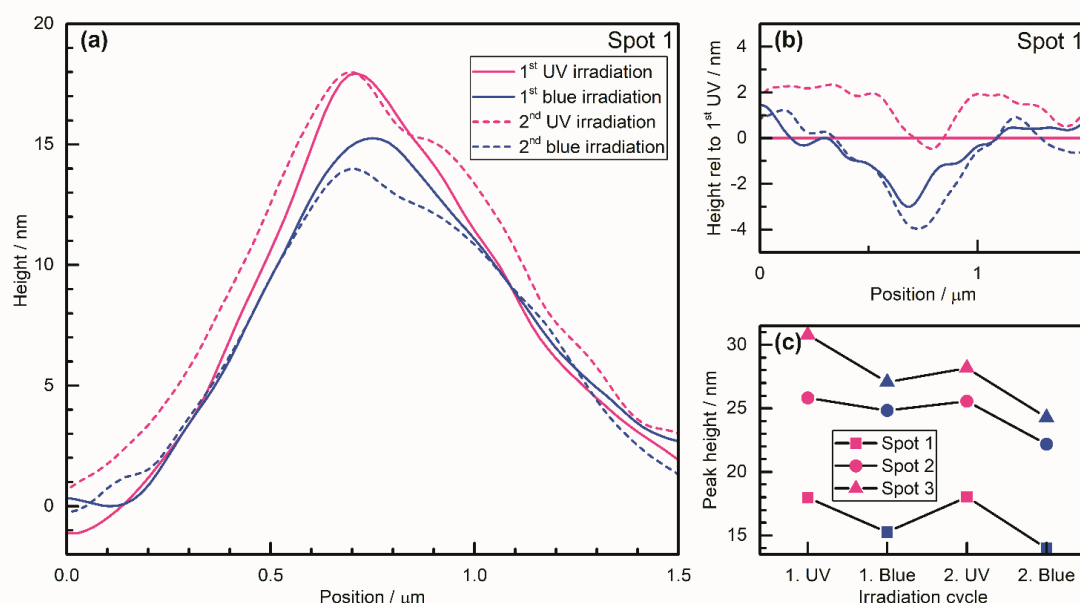 (a)
Spot 1
1st UV irradiation
1st blue irradiation
2nd UV irradiation
2nd blue irradiation
20
15
10
5
0
Height / nm
0.0
0.5
1.0
1.5
Position / μm
(b)
Spot 1
4
2
0
-2
-4
Height rel to 1st UV / nm
0
1
Position / μm
(c)
30
25
20
15
Peak height / nm
Spot 1
Spot 2
Spot 3
1. UV
1. Blue
2. UV
2. Blue
Irradiation cycle